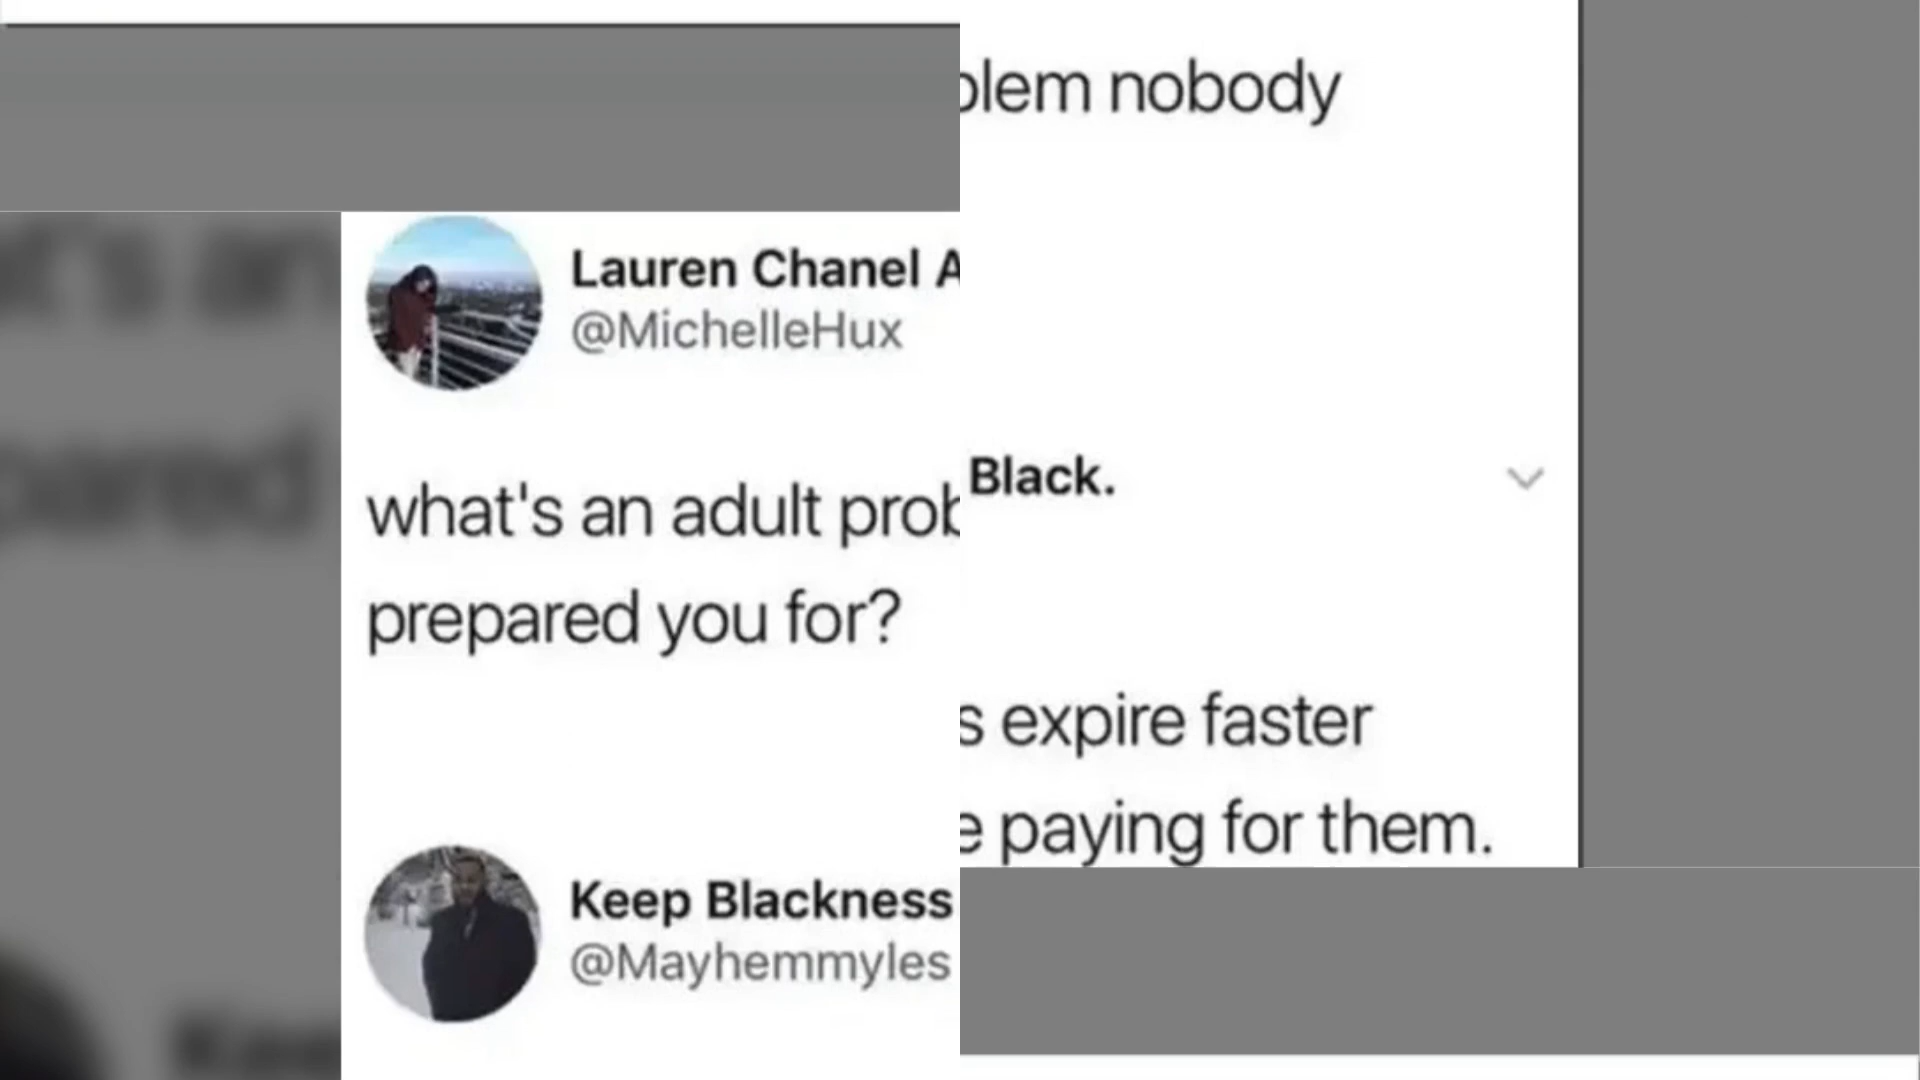 Lauren Chanel A
@MichelleHux
what's an adult prob
prepared you for?
Keep Blackness
@Mayhemmyles
blem nobody
Black.
s expire faster
e paying for them.